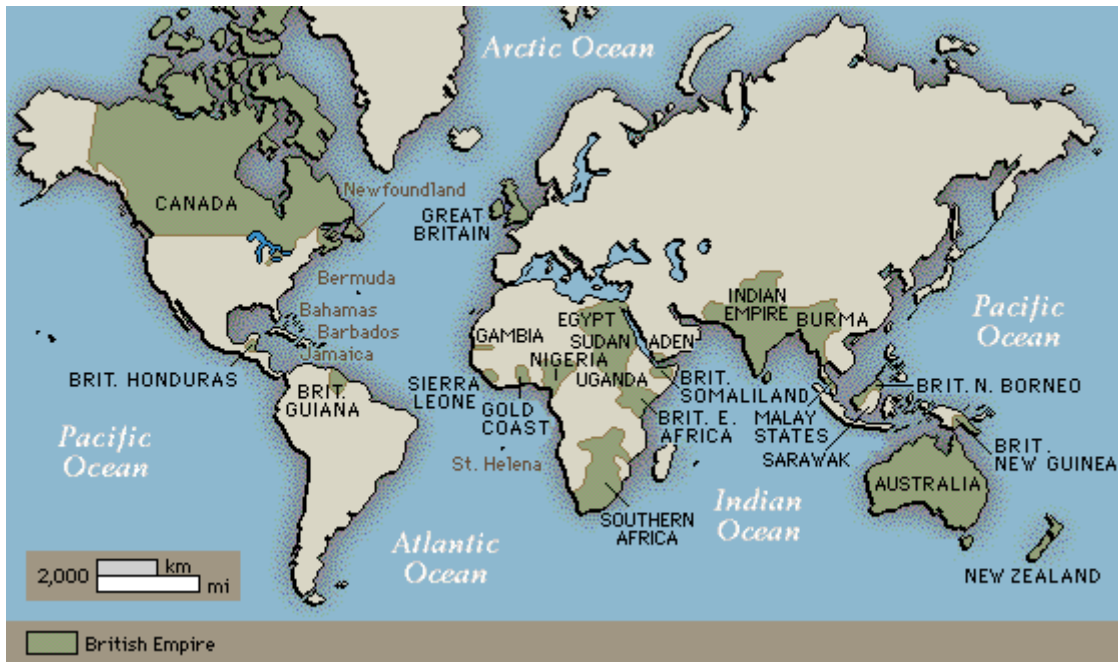 Arctic Ocean
CANADA
Newfoundland
GREAT
BRITAIN
Bermuda
Bahamas
Barbados
Jamaica
BRIT. HONDURAS
BRIT.
GUIANA
Pacific
Ocean
GAMBIA
EGYPT
SUDAN
NIGERIA
UGANDA
ADEN
SIERRA
LEONE
GOLD
COAST
BRIT.
SOMALILAND
BRIT. E.
AFRICA
St. Helena
SOUTHERN
AFRICA
Atlantic
Ocean
INDIAN
EMPIRE
BURMA
Pacific
Ocean
MALAY
STATES
SARAWAK
BRIT. N. BORNEO
BRIT.
NEW GUINEA
Indian
Ocean
AUSTRALIA
NEW ZEALAND
2,000 km
mi
British Empire